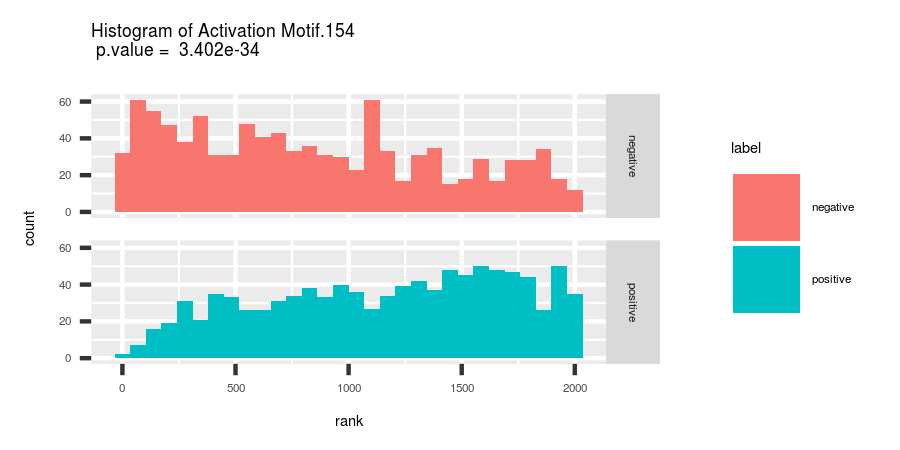 Histogram of Activation Motif.154
p.value = 3.402e-34
count
60
40
20
0
negative
60
40
20
0
positive
0
500
1000
1500
2000
rank
label
negative
positive